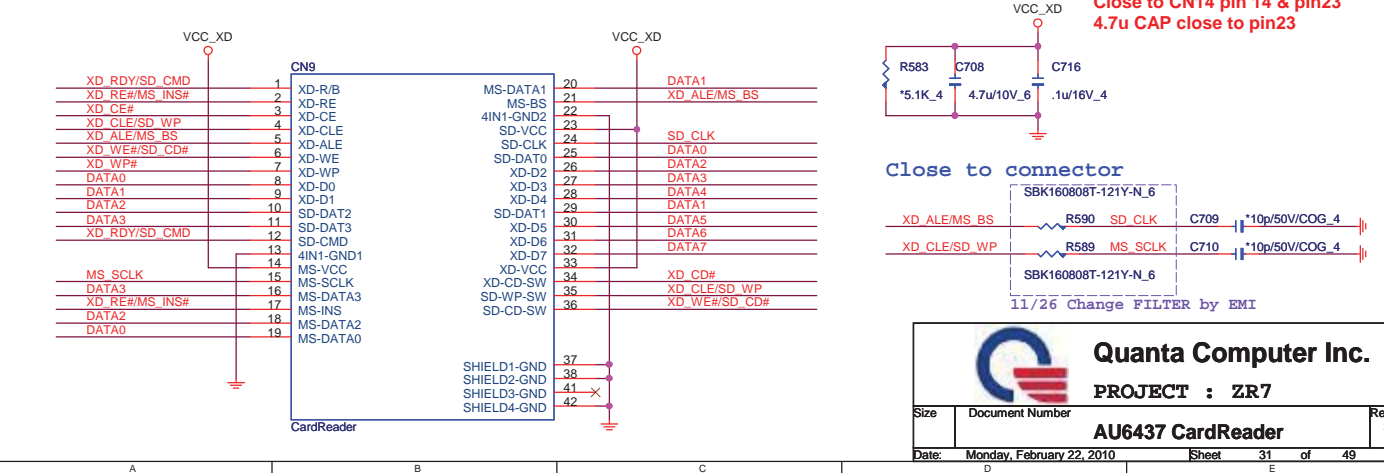 Close to CN14 pin 14 & pin23
4.7u CAP close to pin23
VCC_XD
VCC_XD
VCC_XD
CN9
XD_RDY/SD_CMD 1 XD-R/B
XD_RE#/MS_INS# 2 XD-RE
XD_CE# 3 XD-CE
XD_CLE/SD_WP 4 XD-CLE
XD_ALE/MS_BS 5 XD-ALE
XD_WE#/SD_CD# 6 XD-WE
XD_WP# 7 XD-WP
DATA0 8 XD-D0
DATA1 9 XD-D1
DATA2 10 SD-DAT2
DATA3 11 SD-DAT3
XD_RDY/SD_CMD 12 SD-CMD
13 4IN1-GND1
14 MS-VCC
MS_SCLK 15 MS-SCLK
DATA3 16 MS-DATA3
XD_RE#/MS_INS# 17 MS-INS
DATA2 18 MS-DATA2
DATA0 19 MS-DATA0
MS-DATA1 20 DATA1
MS-BS 21 XD_ALE/MS_BS
4IN1-GND2 22
SD-VCC 23
SD-CLK 24 SD_CLK
SD-DAT0 25 DATA0
XD-D2 26 DATA2
XD-D3 27 DATA3
XD-D4 28 DATA4
SD-DAT1 29 DATA1
XD-D5 30 DATA5
XD-D6 31 DATA6
XD-D7 32 DATA7
XD-VCC 33
XD-CD-SW 34 XD_CD#
SD-WP-SW 35 XD_CLE/SD_WP
SD-CD-SW 36 XD_WE#/SD_CD#
SHIELD1-GND 37
SHIELD2-GND 38
SHIELD3-GND 41
SHIELD4-GND 42
CardReader
R583 C708 C716
*5.1K_4 4.7u/10V_6 .1u/16V_4
Close to connector
SBK160808T-121Y-N_6
XD_ALE/MS_BS R590 SD_CLK C709 *10p/50V/COG_4
XD_CLE/SD_WP R589 MS_SCLK C710 *10p/50V/COG_4
SBK160808T-121Y-N_6
11/26 Change FILTER by EMI
Quanta Computer Inc.
PROJECT : ZR7
Size Document Number Re
AU6437 CardReader
Date: Monday, February 22, 2010 Sheet 31 of 49
A B C D E